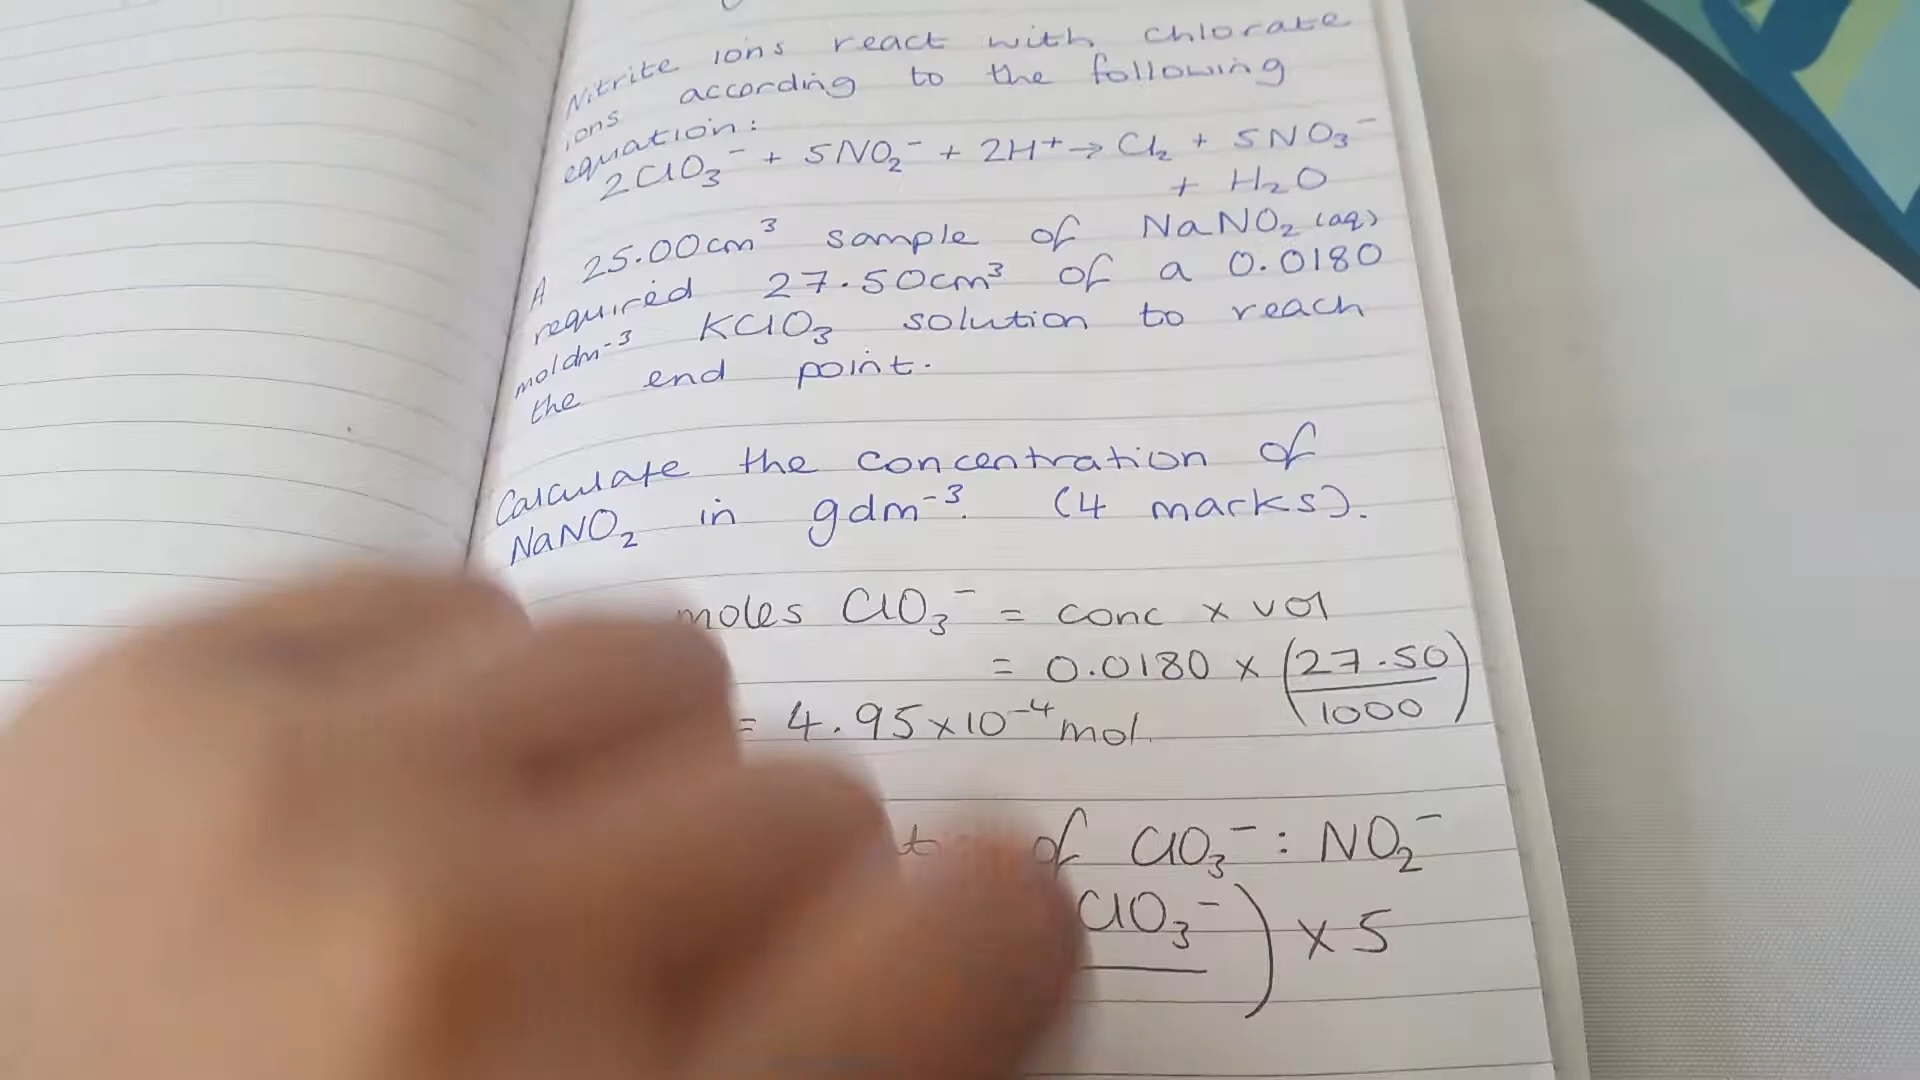 Nitrite ions react with chlorate
ions according to the following
equation:
2ClO₃⁻ + 5NO₂⁻ + 2H⁺ → Cl₂ + 5NO₃⁻
+ H₂O
A 25.00cm³ sample of NaNO₂ (aq)
required 27.50cm³ of a 0.0180
moldm⁻³ KClO₃ solution to reach
the end point.
Calculate the concentration of
NaNO₂ in gdm⁻³. (4 marks).
moles ClO₃⁻ = conc x vol
= 0.0180 x (27.50/1000)
= 4.95x10⁻⁴ mol.
of ClO₃⁻ : NO₂⁻
ClO₃⁻) x 5